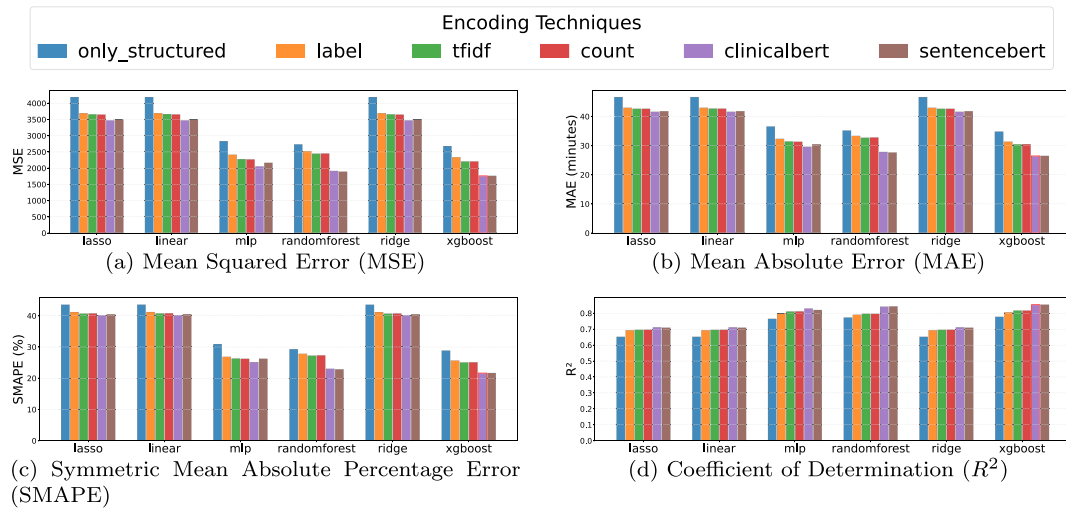 Encoding Techniques
only_structured label tfidf count clinicalbert sentencebert
MSE
4000
3500
3000
2500
2000
1500
1000
500
0
lasso linear mlp randomforest ridge xgboost
(a) Mean Squared Error (MSE)
MAE (minutes)
40
30
20
10
0
lasso linear mlp randomforest ridge xgboost
(b) Mean Absolute Error (MAE)
SMAPE (%)
40
30
20
10
0
lasso linear mlp randomforest ridge xgboost
(c) Symmetric Mean Absolute Percentage Error
(SMAPE)
R²
0.8
0.7
0.6
0.5
0.4
0.3
0.2
0.1
0.0
lasso linear mlp randomforest ridge xgboost
(d) Coefficient of Determination (R²)